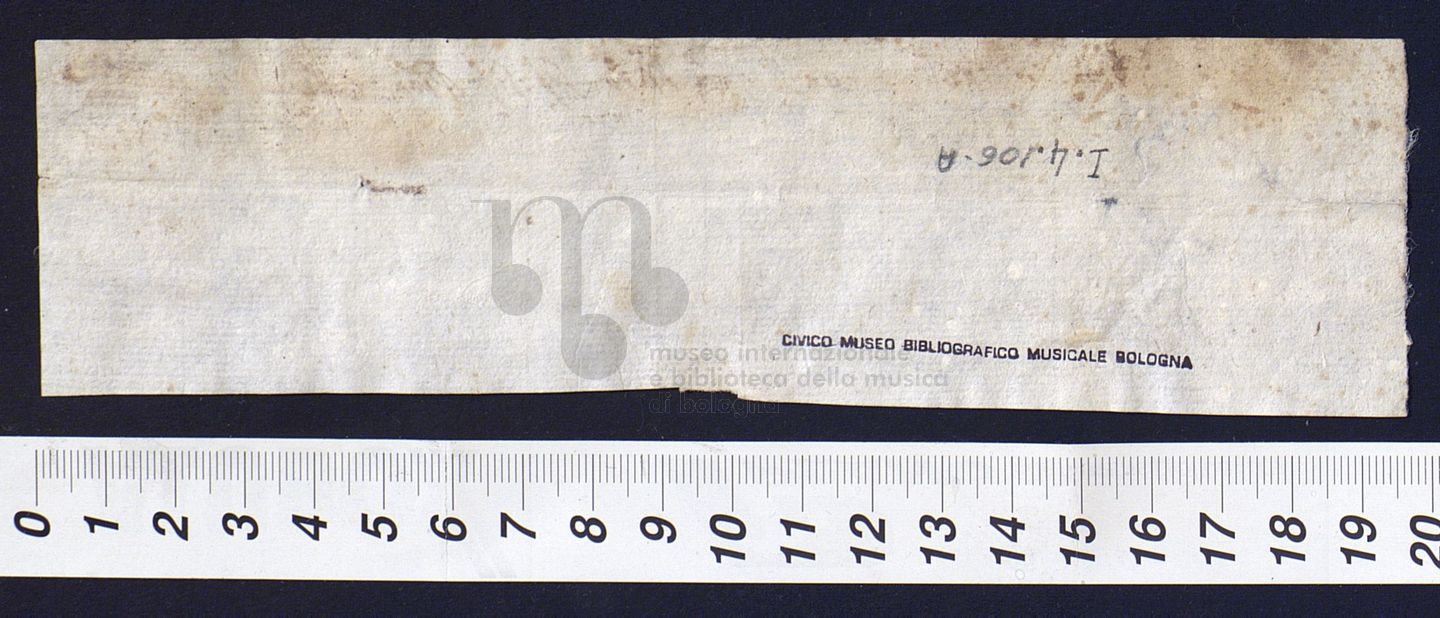 I.4.106-A
CIVICO MUSEO BIBLIOGRAFICO MUSICALE BOLOGNA
museo internazionale
e biblioteca della musica
di bologna
0 1 2 3 4 5 6 7 8 9 10 11 12 13 14 15 16 17 18 19 20